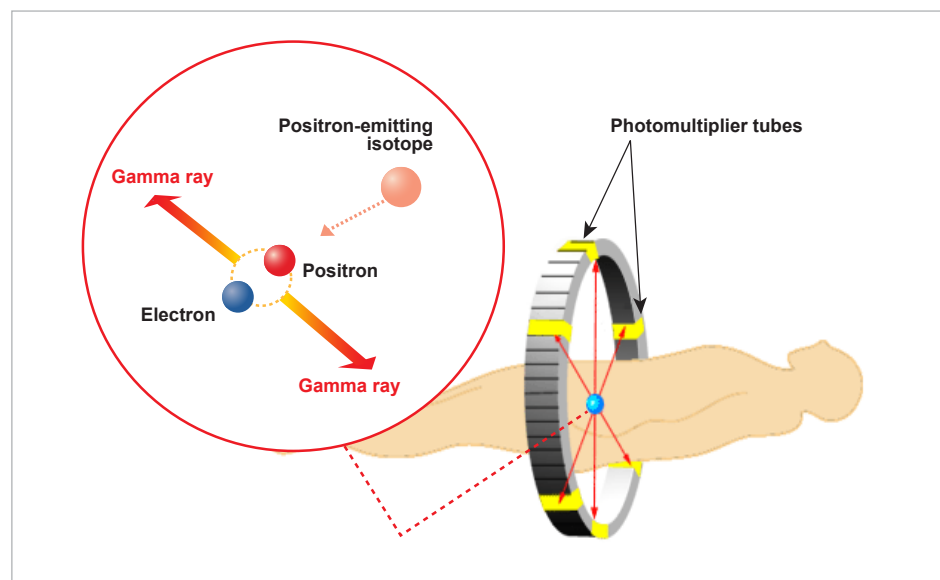 Positron-emitting
isotope
Photomultiplier tubes
Gamma ray
Positron
Electron
Gamma ray